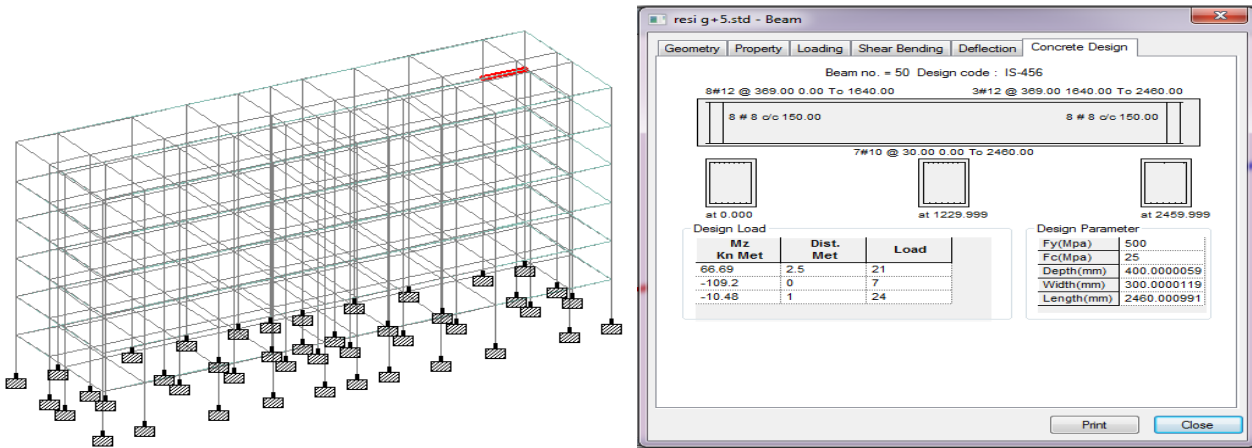 resi g+5.std - Beam
Geometry Property Loading Shear Bending Deflection Concrete Design
Beam no. = 50 Design code : IS-456
8#12 @ 369.00 0.00 To 1640.00 3#12 @ 369.00 1640.00 To 2460.00
8 # 8 c/c 150.00 8 # 8 c/c 150.00
7#10 @ 30.00 0.00 To 2460.00
at 0.000 at 1229.999 at 2459.999
Design Load Design Parameter
Mz Dist. Load
Kn Met Met
66.69 2.5 21
-109.2 0 7
-10.48 1 24
Fy(Mpa) 500
Fc(Mpa) 25
Depth(mm) 400.0000059
Width(mm) 300.0000119
Length(mm) 2460.000991
Print Close